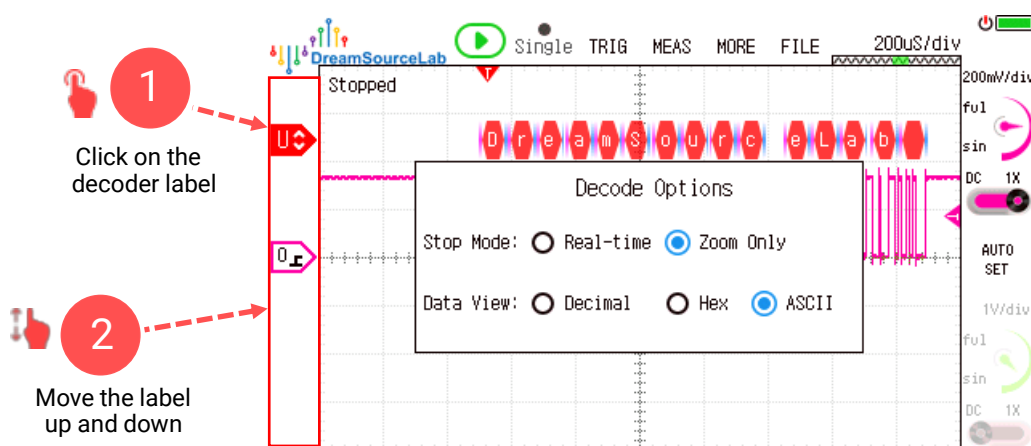 DreamSourceLab
Single TRIG MEAS MORE FILE 200uS/div
T
Stopped
200mV/div
ful
sin
DC 1X
AUTO
SET
1V/div
ful
sin
DC 1X
1
Click on the
decoder label
U
D r e a m S o u r c e L a b
Decode Options
Stop Mode: Real-time Zoom Only
Data View: Decimal Hex ASCII
0
2
Move the label
up and down